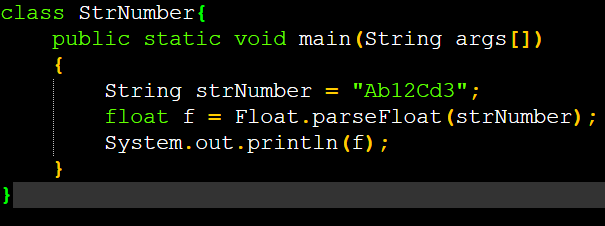 class StrNumber{
    public static void main(String args[])
    {
        String strNumber = "Ab12Cd3";
        float f = Float.parseFloat(strNumber);
        System.out.println(f);
    }
}